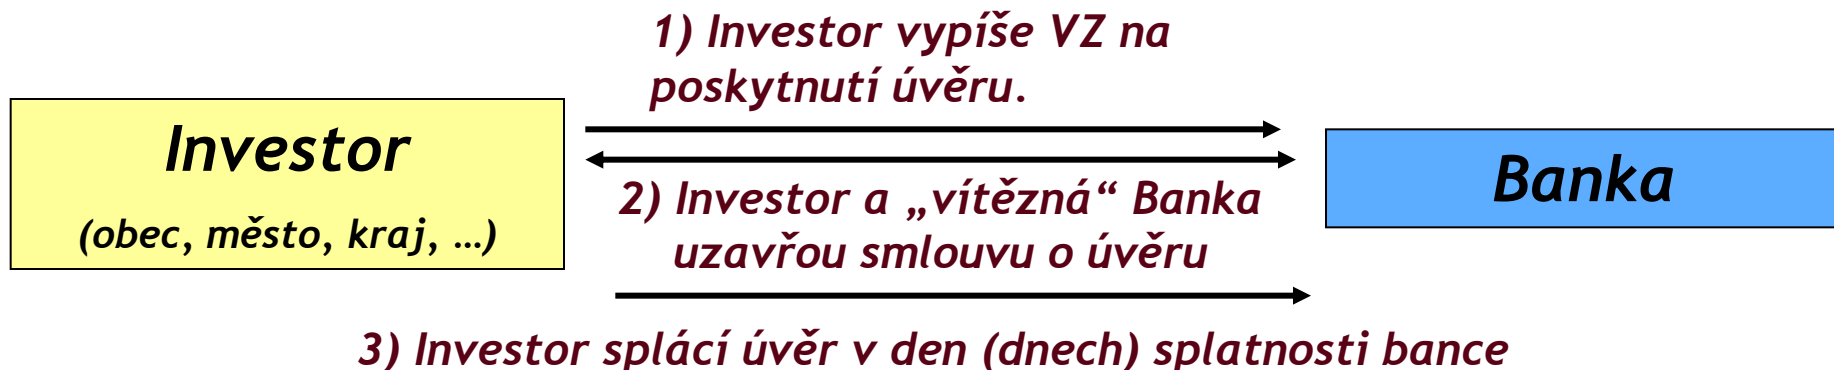 1) Investor vypíše VZ na
poskytnutí úvěru.
Investor
(obec, město, kraj, …)
2) Investor a „vítězná“ Banka
uzavřou smlouvu o úvěru
Banka
3) Investor splácí úvěr v den (dnech) splatnosti bance